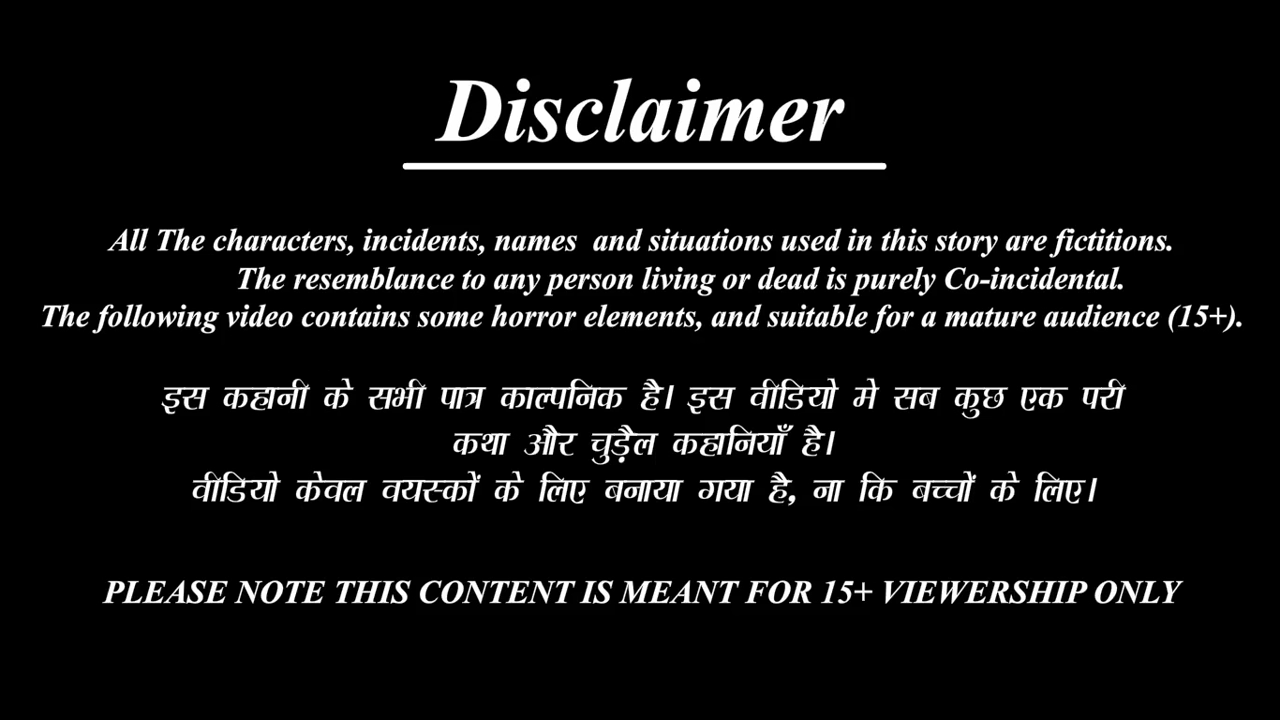 Disclaimer
All The characters, incidents, names and situations used in this story are fictitions.
The resemblance to any person living or dead is purely Co-incidental.
The following video contains some horror elements, and suitable for a mature audience (15+).
इस कहानी के सभी पात्र काल्पनिक है। इस वीडियो मे सब कुछ एक परी
कथा और चुड़ैल कहानियाँ है।
वीडियो केवल वयस्कों के लिए बनाया गया है, ना कि बच्चों के लिए।
PLEASE NOTE THIS CONTENT IS MEANT FOR 15+ VIEWERSHIP ONLY